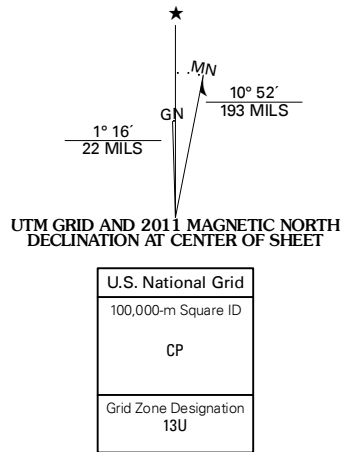 ★
MN
GN
10° 52´
193 MILS
1° 16´
22 MILS
UTM GRID AND 2011 MAGNETIC NORTH
DECLINATION AT CENTER OF SHEET
U.S. National Grid
100,000-m Square ID
CP
Grid Zone Designation
13U